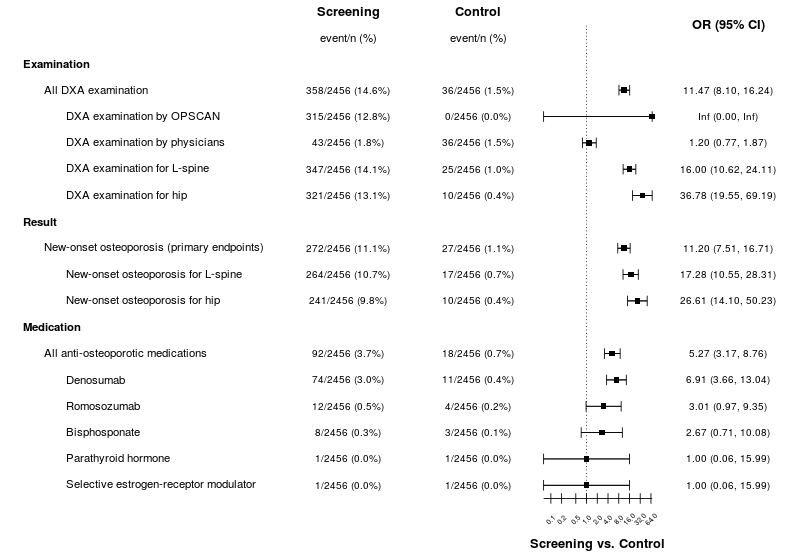 Screening Control OR (95% CI)
event/n (%) event/n (%)
Examination
All DXA examination 358/2456 (14.6%) 36/2456 (1.5%) 11.47 (8.10, 16.24)
DXA examination by OPSCAN 315/2456 (12.8%) 0/2456 (0.0%) Inf (0.00, Inf)
DXA examination by physicians 43/2456 (1.8%) 36/2456 (1.5%) 1.20 (0.77, 1.87)
DXA examination for L-spine 347/2456 (14.1%) 25/2456 (1.0%) 16.00 (10.62, 24.11)
DXA examination for hip 321/2456 (13.1%) 10/2456 (0.4%) 36.78 (19.55, 69.19)
Result
New-onset osteoporosis (primary endpoints) 272/2456 (11.1%) 27/2456 (1.1%) 11.20 (7.51, 16.71)
New-onset osteoporosis for L-spine 264/2456 (10.7%) 17/2456 (0.7%) 17.28 (10.55, 28.31)
New-onset osteoporosis for hip 241/2456 (9.8%) 10/2456 (0.4%) 26.61 (14.10, 50.23)
Medication
All anti-osteoporotic medications 92/2456 (3.7%) 18/2456 (0.7%) 5.27 (3.17, 8.76)
Denosumab 74/2456 (3.0%) 11/2456 (0.4%) 6.91 (3.66, 13.04)
Romosozumab 12/2456 (0.5%) 4/2456 (0.2%) 3.01 (0.97, 9.35)
Bisphosponate 8/2456 (0.3%) 3/2456 (0.1%) 2.67 (0.71, 10.08)
Parathyroid hormone 1/2456 (0.0%) 1/2456 (0.0%) 1.00 (0.06, 15.99)
Selective estrogen-receptor modulator 1/2456 (0.0%) 1/2456 (0.0%) 1.00 (0.06, 15.99)
0.1 0.2 0.5 1.0 2.0 4.0 8.0 16.0 32.0 64.0
Screening vs. Control